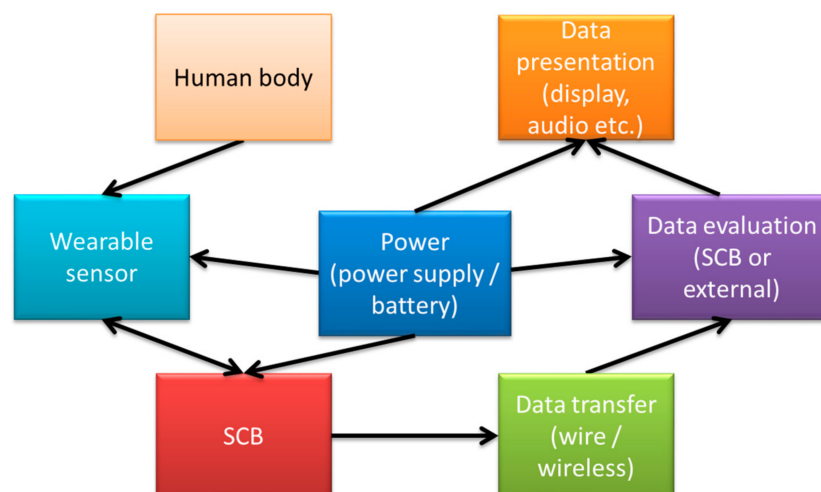 Human body
Data
presentation
(display,
audio etc.)
Wearable
sensor
Power
(power supply /
battery)
Data evaluation
(SCB or
external)
SCB
Data transfer
(wire /
wireless)